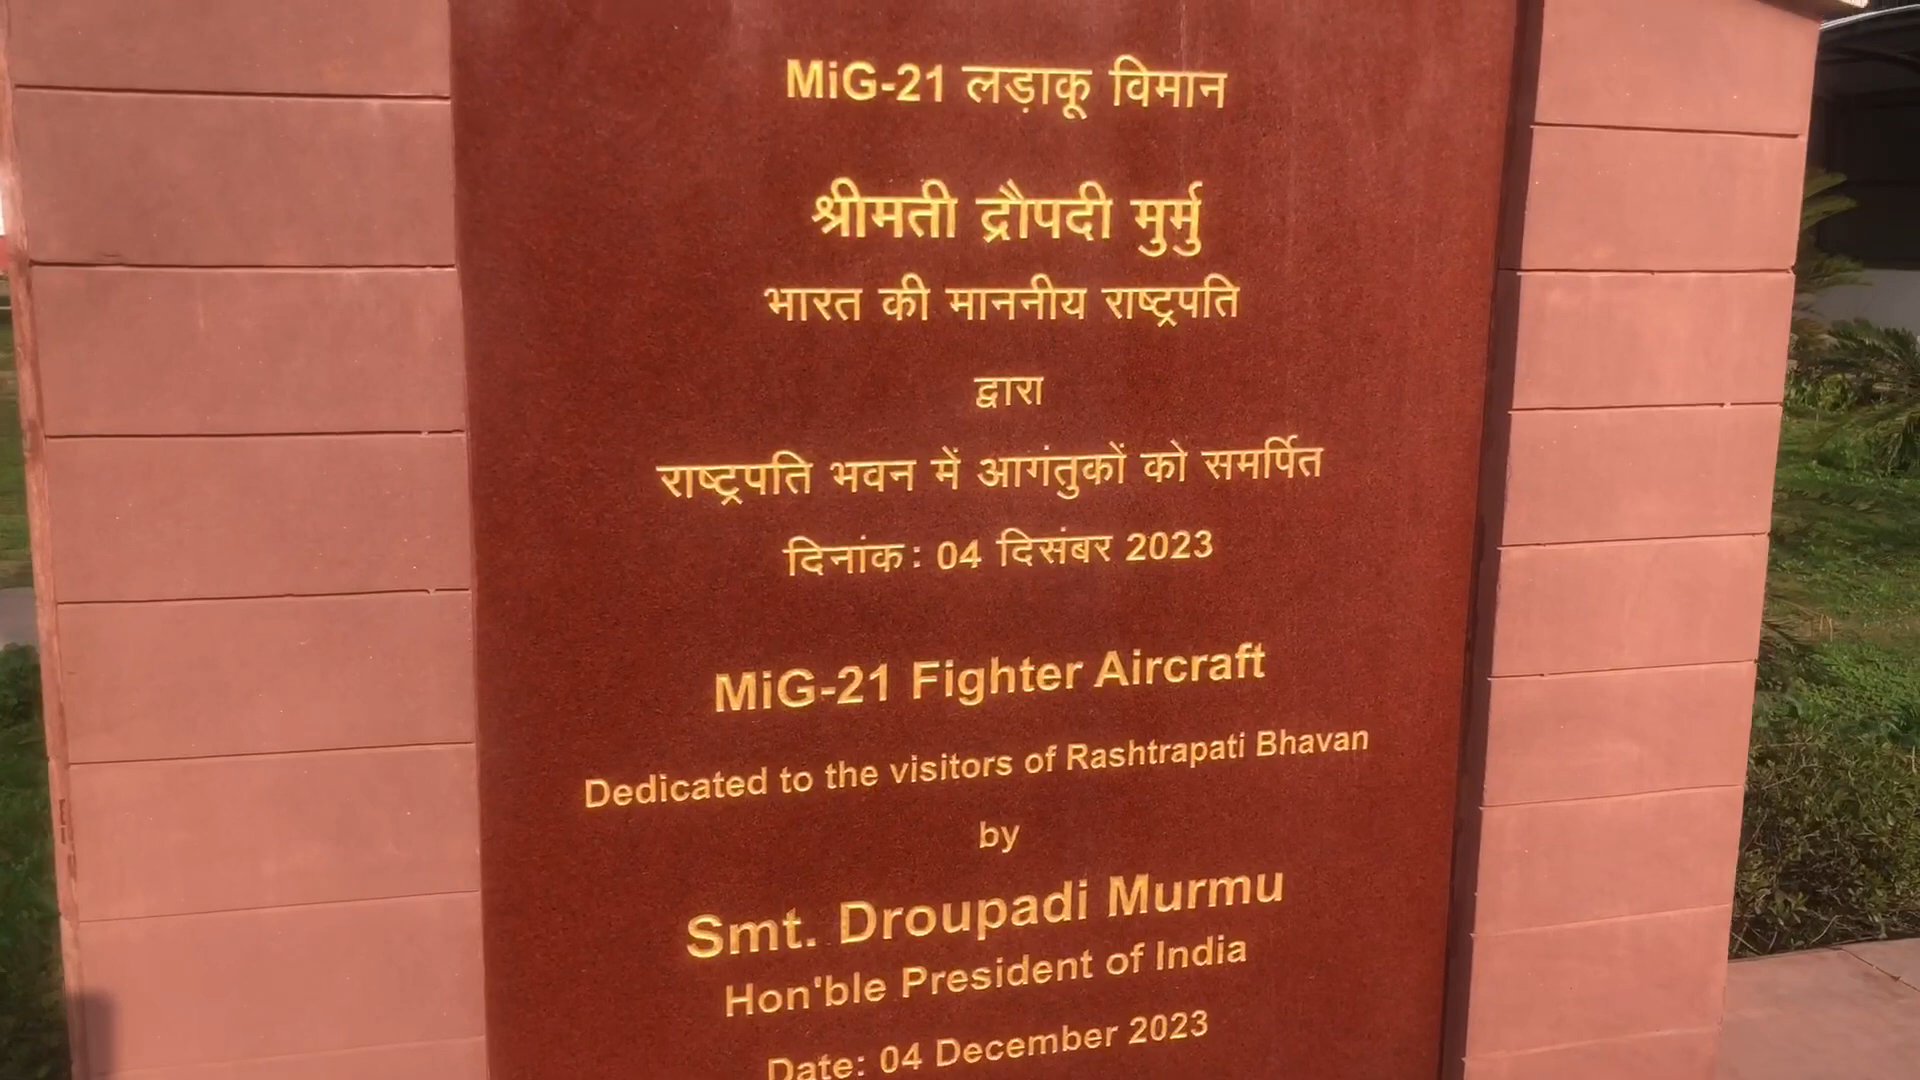 MiG-21 लड़ाकू विमान
श्रीमती द्रौपदी मुर्मु
भारत की माननीय राष्ट्रपति
द्वारा
राष्ट्रपति भवन में आगंतुकों को समर्पित
दिनांक: 04 दिसंबर 2023
MiG-21 Fighter Aircraft
Dedicated to the visitors of Rashtrapati Bhavan
by
Smt. Droupadi Murmu
Hon'ble President of India
Date: 04 December 2023